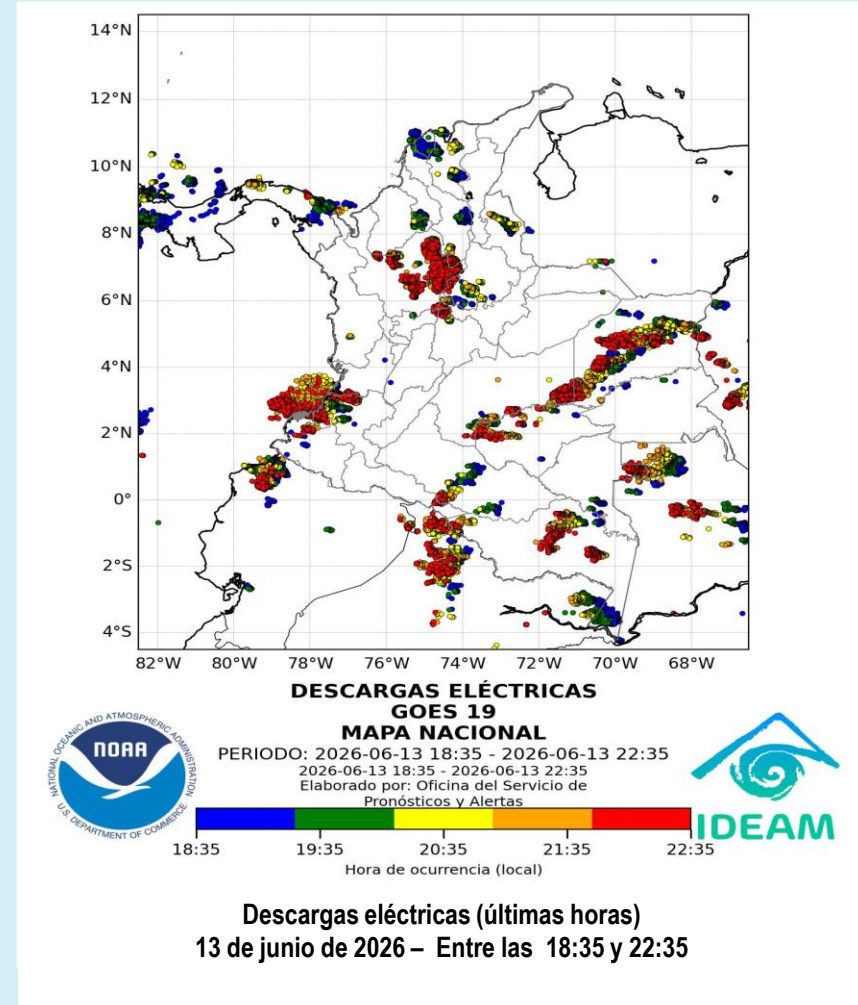 14°N
12°N
10°N
8°N
6°N
4°N
2°N
0°
2°S
4°S
82°W 80°W 78°W 76°W 74°W 72°W 70°W 68°W
DESCARGAS ELÉCTRICAS
GOES 19
MAPA NACIONAL
PERIODO: 2026-06-13 18:35 - 2026-06-13 22:35
2026-06-13 18:35 - 2026-06-13 22:35
Elaborado por: Oficina del Servicio de
Pronósticos y Alertas
NATIONAL OCEANIC AND ATMOSPHERIC ADMINISTRATION
NOAA
U.S. DEPARTMENT OF COMMERCE
IDEAM
18:35 19:35 20:35 21:35 22:35
Hora de ocurrencia (local)
Descargas eléctricas (últimas horas)
13 de junio de 2026 – Entre las 18:35 y 22:35